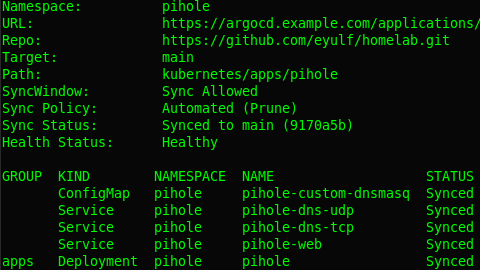 Namespace: pihole
URL: https://argocd.example.com/applications/
Repo: https://github.com/eyulf/homelab.git
Target: main
Path: kubernetes/apps/pihole
SyncWindow: Sync Allowed
Sync Policy: Automated (Prune)
Sync Status: Synced to main (9170a5b)
Health Status: Healthy
GROUP KIND NAMESPACE NAME STATUS
ConfigMap pihole pihole-custom-dnsmasq Synced
Service pihole pihole-dns-udp Synced
Service pihole pihole-dns-tcp Synced
Service pihole pihole-web Synced
apps Deployment pihole pihole Synced